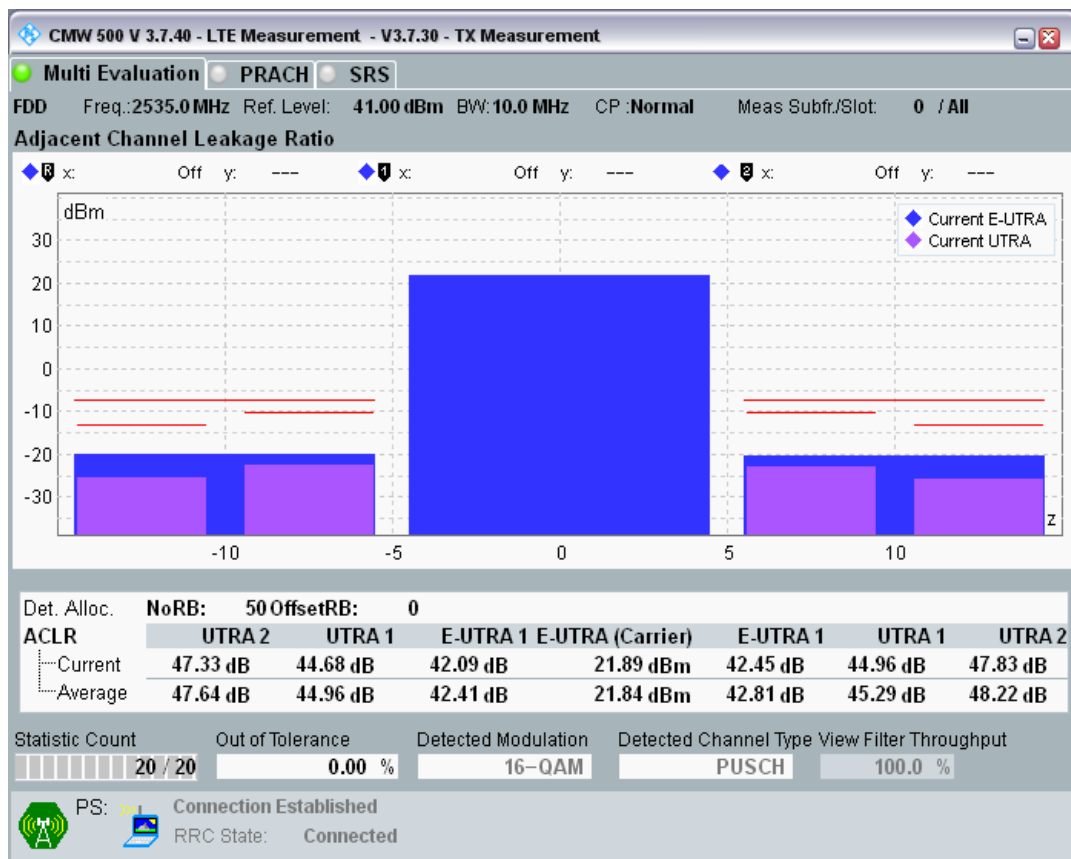 CMW 500 V 3.7.40 - LTE Measurement - V3.7.30 - TX Measurement
Multi Evaluation PRACH SRS
FDD Freq.:2535.0 MHz Ref. Level: 41.00 dBm BW: 10.0 MHz CP :Normal Meas Subfr./Slot: 0 / All
Adjacent Channel Leakage Ratio
R x: Off y: --- 1 x: Off y: --- 2 x: Off y: ---
dBm
Current E-UTRA
Current UTRA
30
20
10
0
-10
-20
-30
z
-10 -5 0 5 10
Det. Alloc. NoRB: 50 OffsetRB: 0
ACLR UTRA 2 UTRA 1 E-UTRA 1 E-UTRA (Carrier) E-UTRA 1 UTRA 1 UTRA 2
Current 47.33 dB 44.68 dB 42.09 dB 21.89 dBm 42.45 dB 44.96 dB 47.83 dB
Average 47.64 dB 44.96 dB 42.41 dB 21.84 dBm 42.81 dB 45.29 dB 48.22 dB
Statistic Count Out of Tolerance Detected Modulation Detected Channel Type View Filter Throughput
20 / 20 0.00 % 16-QAM PUSCH 100.0 %
PS: Connection Established
RRC State: Connected